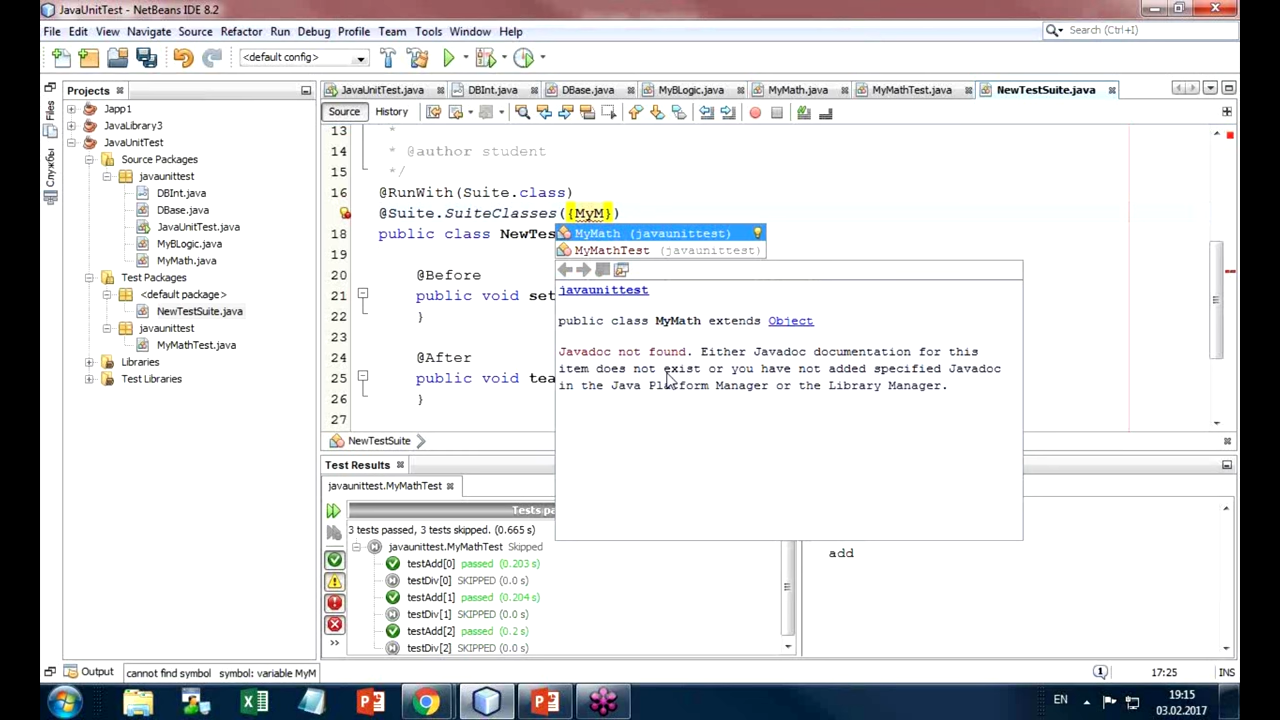 JavaUnitTest - NetBeans IDE 8.2
File Edit View Navigate Source Refactor Run Debug Profile Team Tools Window Help
Search (Ctrl+I)
<default config>
Projects
JavaUnitTest.java DBInt.java DBase.java MyBLogic.java MyMath.java MyMathTest.java NewTestSuite.java
Source History
Files
Службы
Japp1
JavaLibrary3
JavaUnitTest
Source Packages
javaunittest
DBInt.java
DBase.java
JavaUnitTest.java
MyBLogic.java
MyMath.java
Test Packages
<default package>
NewTestSuite.java
javaunittest
MyMathTest.java
Libraries
Test Libraries
13 *
14 * @author student
15 */
16 @RunWith(Suite.class)
@Suite.SuiteClasses({MyM})
18 public class NewTes
19
20 @Before
21 public void set
22 }
23
24 @After
25 public void tea
26 }
27
MyMath (javaunittest)
MyMathTest (javaunittest)
javaunittest
public class MyMath extends Object
Javadoc not found. Either Javadoc documentation for this
item does not exist or you have not added specified Javadoc
in the Java Platform Manager or the Library Manager.
NewTestSuite
Test Results
javaunittest.MyMathTest
Tests pa
3 tests passed, 3 tests skipped. (0.665 s)
javaunittest.MyMathTest Skipped
testAdd[0] passed (0.203 s)
testDiv[0] SKIPPED (0.0 s)
testAdd[1] passed (0.204 s)
testDiv[1] SKIPPED (0.0 s)
testAdd[2] passed (0.2 s)
testDiv[2] SKIPPED (0.0 s)
add
Output
cannot find symbol symbol: variable MyM
1
17:25
INS
EN
19:15
03.02.2017